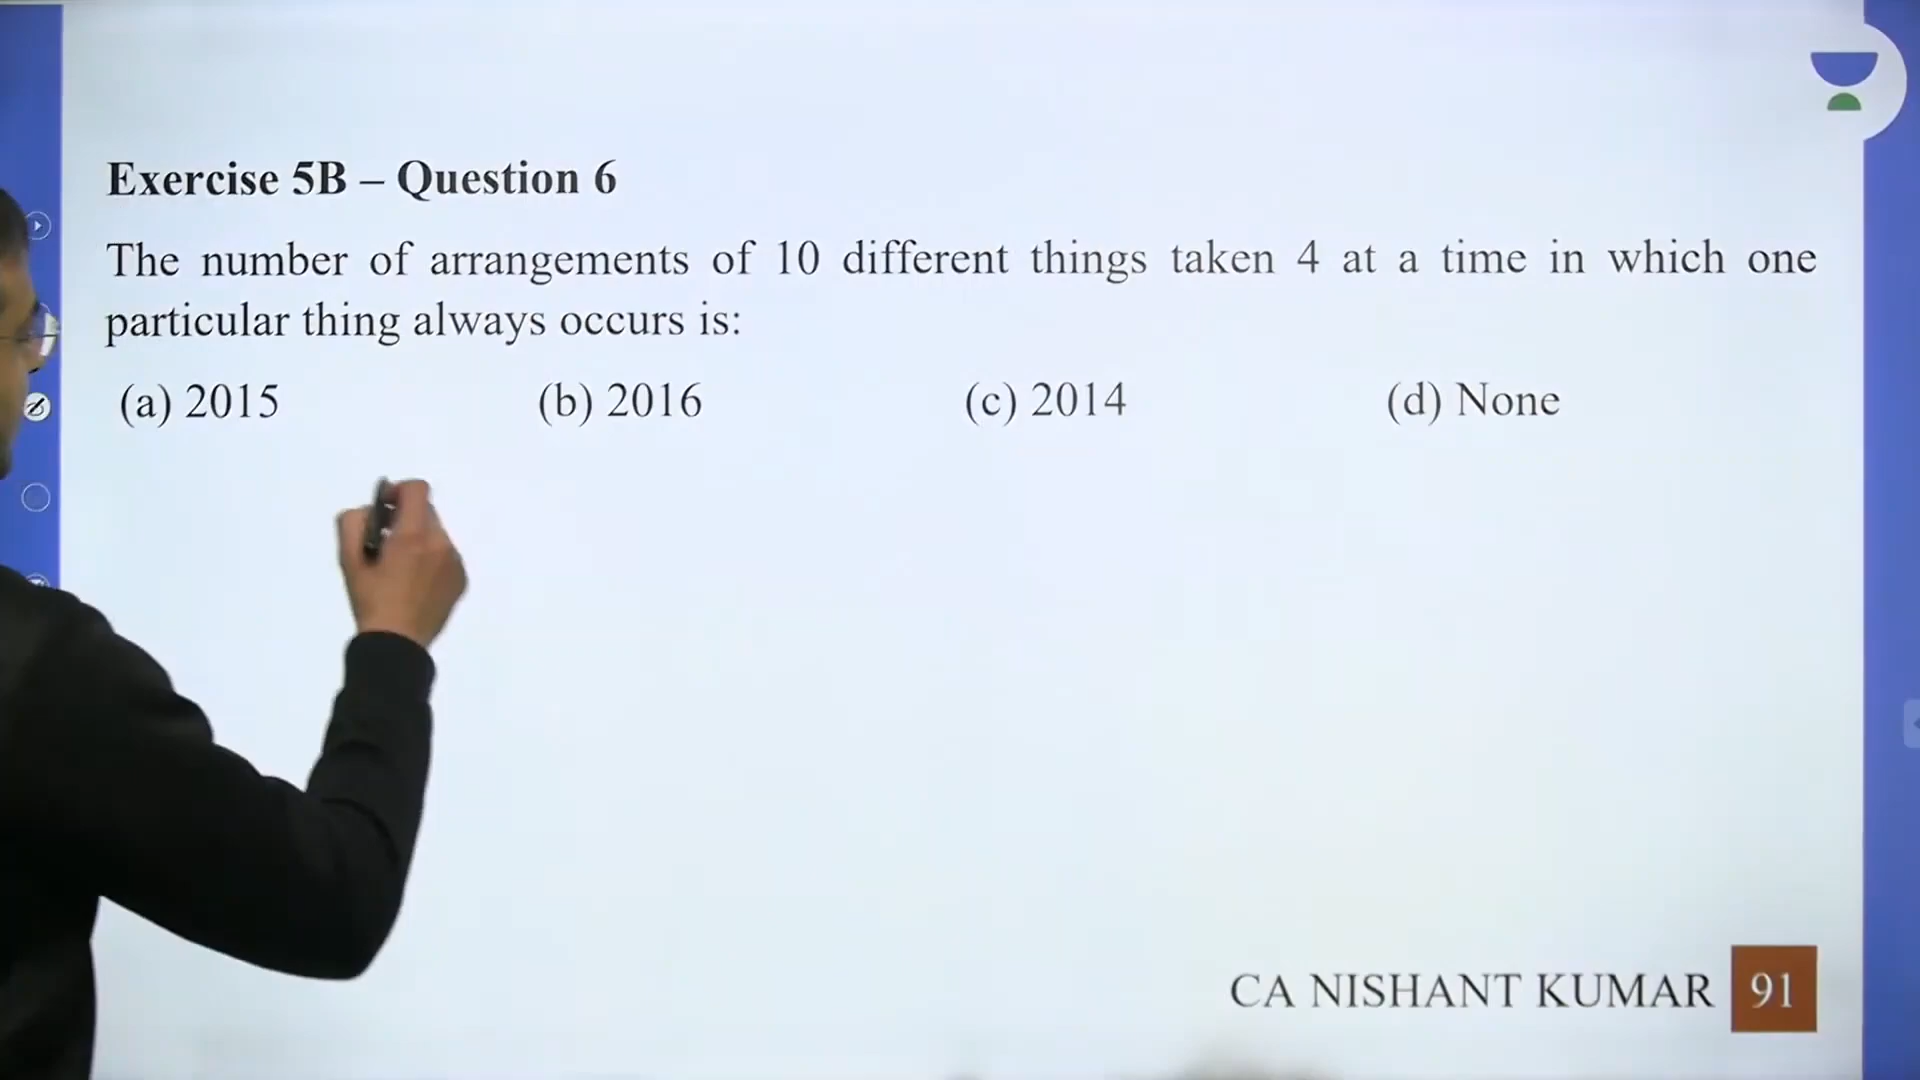 Exercise 5B – Question 6
The number of arrangements of 10 different things taken 4 at a time in which one
particular thing always occurs is:
(a) 2015 (b) 2016 (c) 2014 (d) None
CA NISHANT KUMAR 91